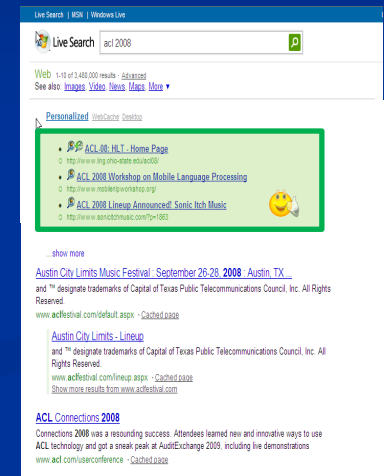 Live Search | MSN | Windows Live
Live Search acl 2008
Web 1-10 of 3,480,000 results · Advanced
See also: Images, Video, News, Maps, More ▼
Personalized WebCache Desktop
ACL-08: HLT - Home Page
http://www.ling.ohio-state.edu/acl08/
ACL 2008 Workshop on Mobile Language Processing
http://www.mobilenlpworkshop.org/
ACL 2008 Lineup Announced! Sonic Itch Music
http://www.sonicitchmusic.com/?p=1863
...show more
Austin City Limits Music Festival : September 26-28, 2008 : Austin, TX ...
and ™ designate trademarks of Capital of Texas Public Telecommunications Council, Inc. All Rights
Reserved.
www.aclfestival.com/default.aspx · Cached page
Austin City Limits - Lineup
and ™ designate trademarks of Capital of Texas Public Telecommunications Council, Inc. All
Rights Reserved.
www.aclfestival.com/lineup.aspx · Cached page
Show more results from www.aclfestival.com
ACL Connections 2008
Connections 2008 was a resounding success. Attendees learned new and innovative ways to use
ACL technology and got a sneak peak at AuditExchange 2009, including live demonstrations
www.acl.com/userconference · Cached page